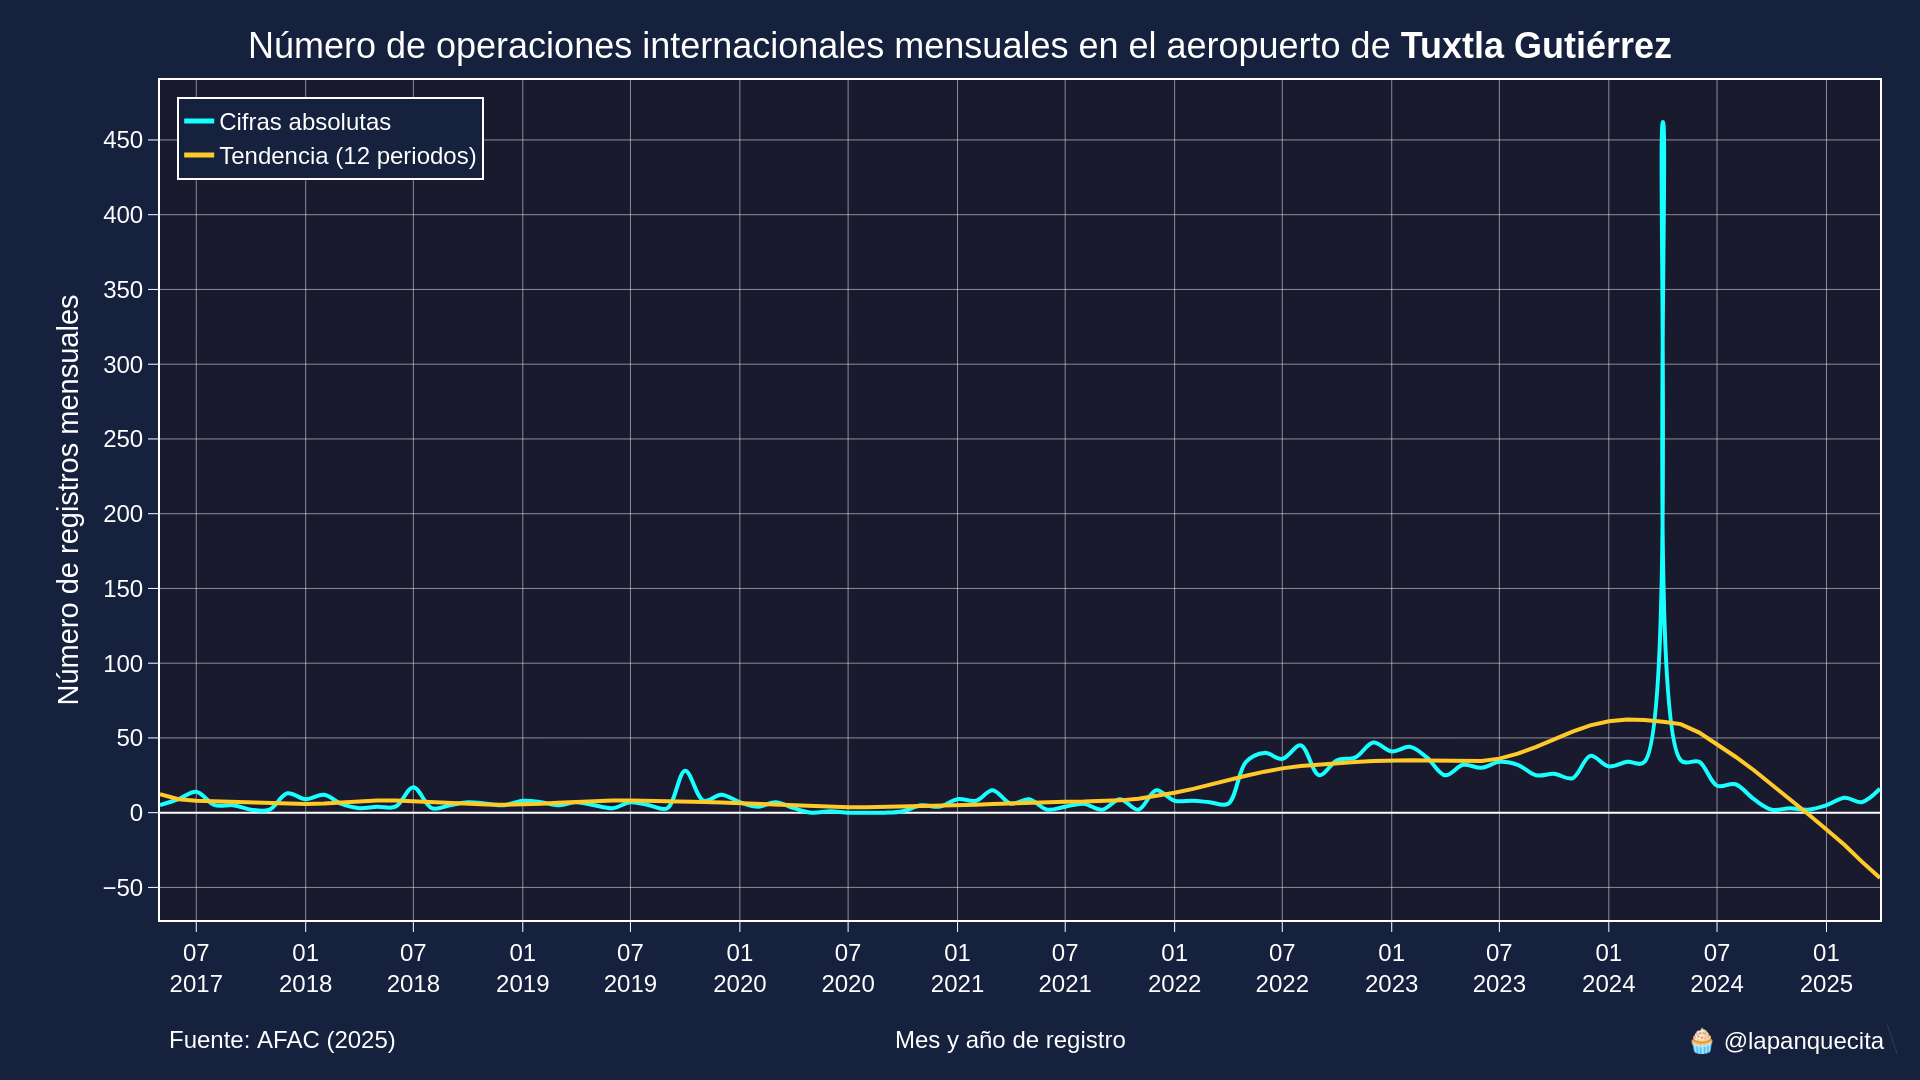 Número de operaciones internacionales mensuales en el aeropuerto de Tuxtla Gutiérrez
Cifras absolutas
Tendencia (12 periodos)
Número de registros mensuales
450
400
350
300
250
200
150
100
50
0
−50
07 01 07 01 07 01 07 01 07 01 07 01 07 01 07 01
2017 2018 2018 2019 2019 2020 2020 2021 2021 2022 2022 2023 2023 2024 2024 2025
Fuente: AFAC (2025)
Mes y año de registro
🧁 @lapanquecita